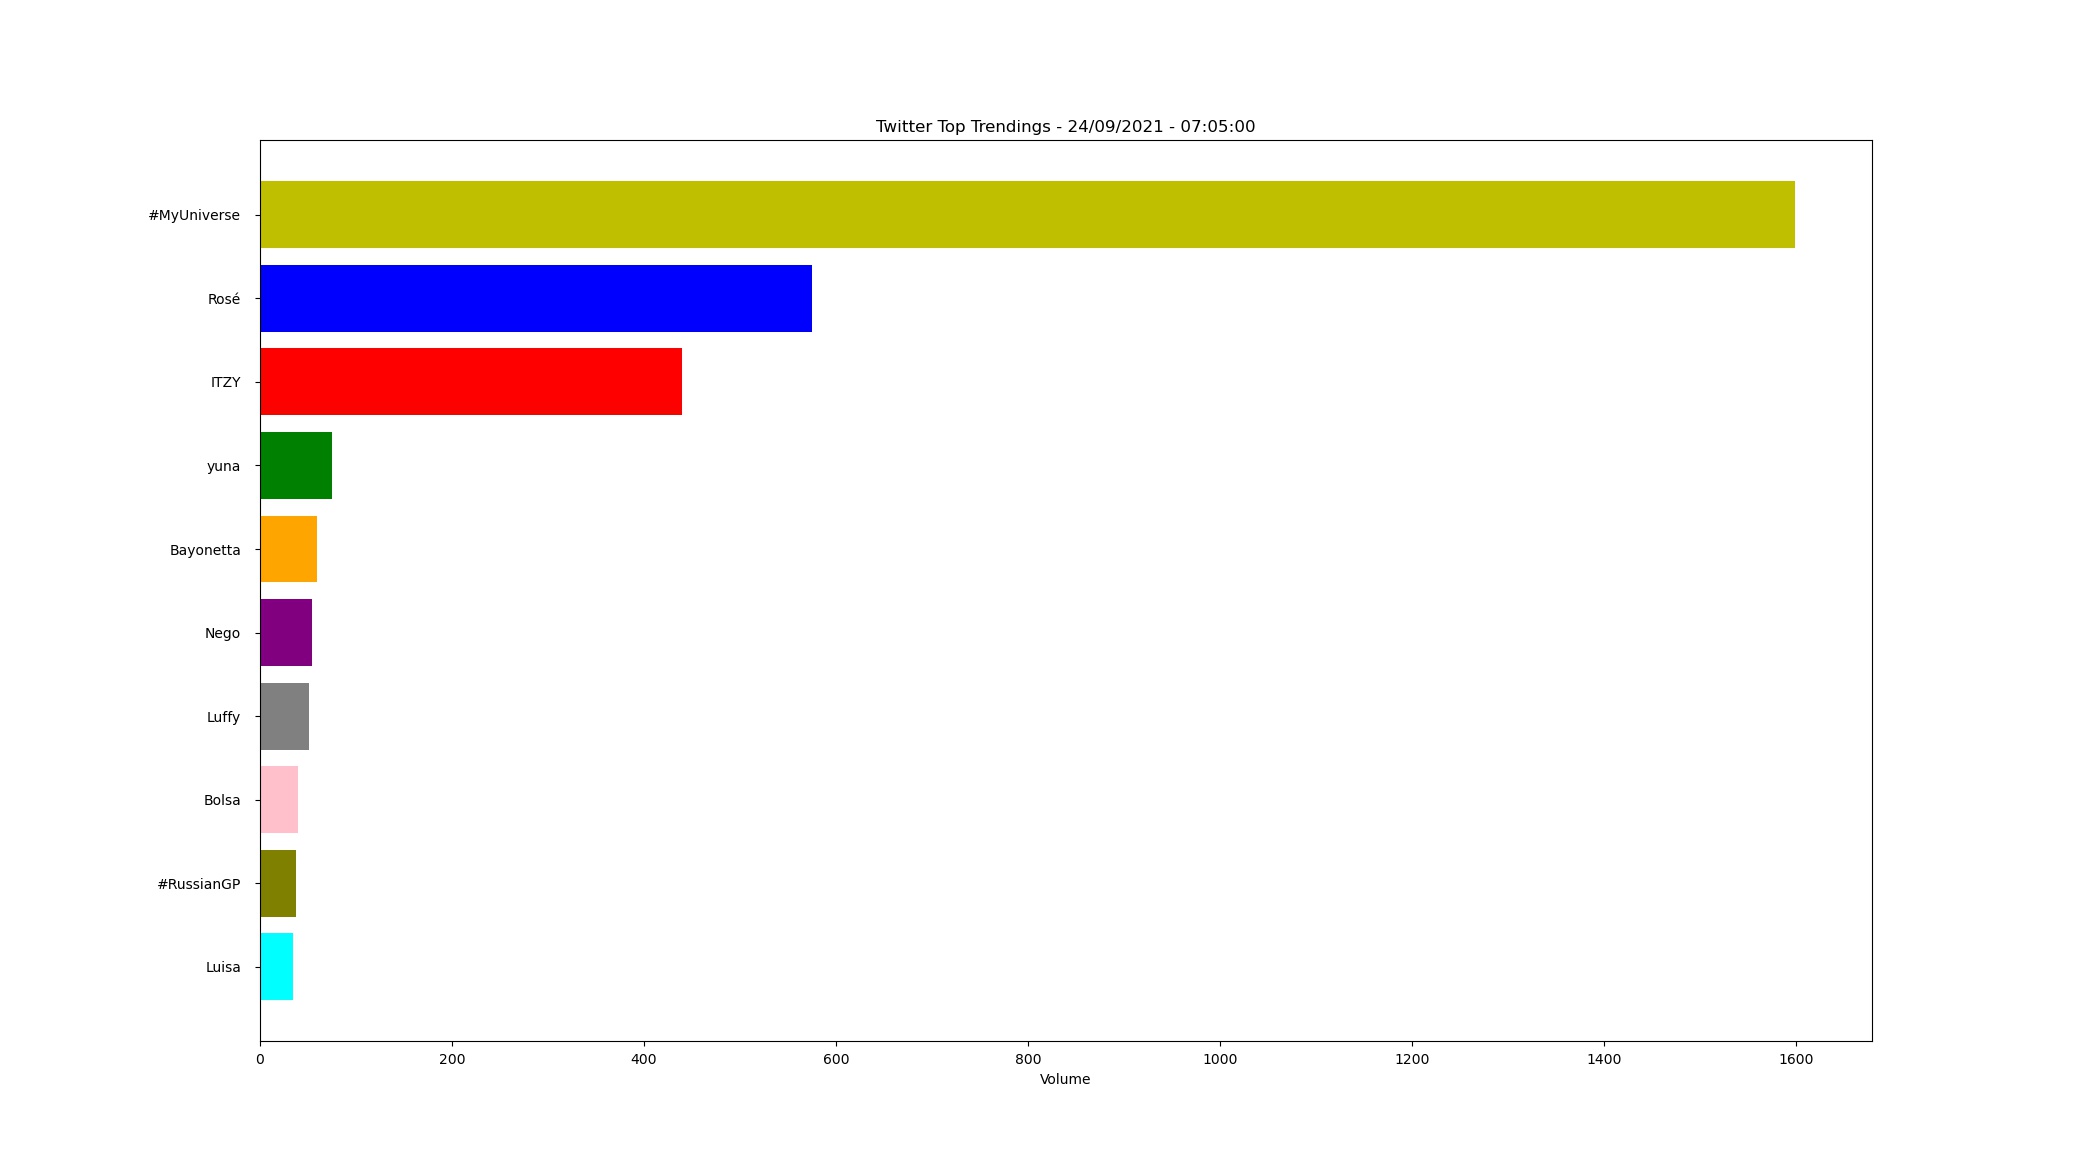 Twitter Top Trendings - 24/09/2021 - 07:05:00
#MyUniverse
Rosé
ITZY
yuna
Bayonetta
Nego
Luffy
Bolsa
#RussianGP
Luisa
0 200 400 600 800 1000 1200 1400 1600
Volume